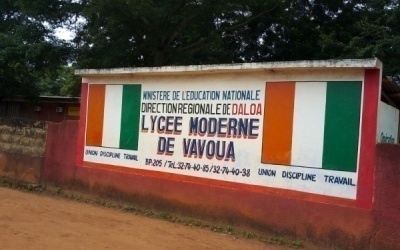 MINISTERE DE L'EDUCATION NATIONALE
DIRECTION REGIONALE DE DALOA
LYCEE MODERNE
DE VAVOUA
BP.205 / Tel.32-74-40-85/32-74-40-38
UNION DISCIPLINE TRAVAIL
UNION DISCIPLINE TRAVAIL